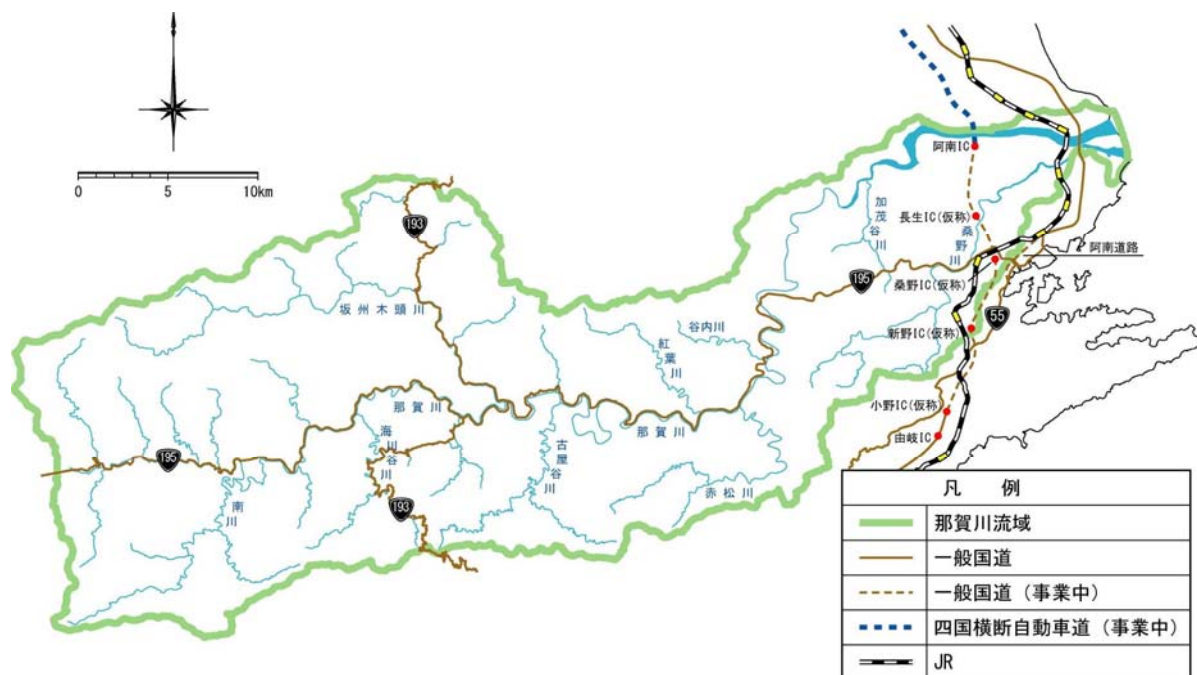 0 5 10km
193
阿南IC
加茂谷川
長生IC(仮称)
桑野川
阿南道路
195
桑野IC(仮称)
坂州木頭川
谷内川
紅葉川
55
新野IC(仮称)
那賀川
小野IC(仮称)
海川谷川
那賀川
由岐IC
195
古屋谷川
赤松川
南川
193
凡 例
那賀川流域
一般国道
一般国道（事業中）
四国横断自動車道（事業中）
JR